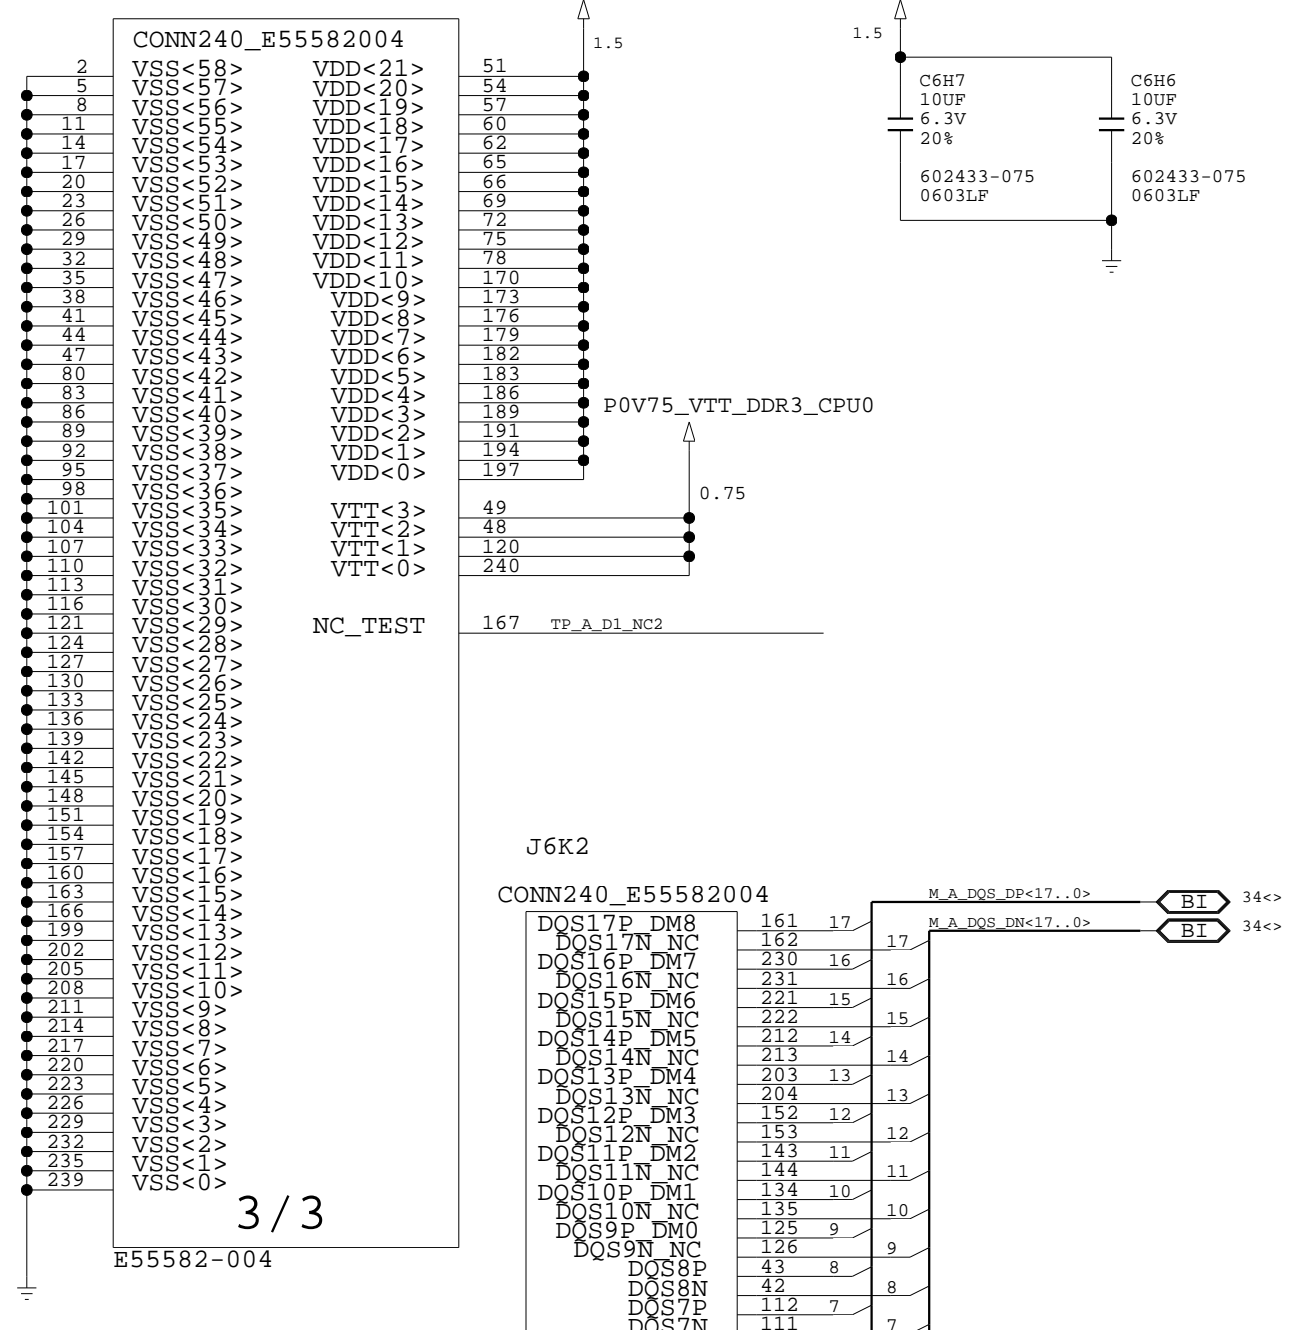 CONN240_E55582004
1.5
1.5
2 VSS<58> VDD<21> 51
5 VSS<57> VDD<20> 54
8 VSS<56> VDD<19> 57
11 VSS<55> VDD<18> 60
14 VSS<54> VDD<17> 62
17 VSS<53> VDD<16> 65
20 VSS<52> VDD<15> 66
23 VSS<51> VDD<14> 69
26 VSS<50> VDD<13> 72
29 VSS<49> VDD<12> 75
32 VSS<48> VDD<11> 78
35 VSS<47> VDD<10> 170
38 VSS<46> VDD<9> 173
41 VSS<45> VDD<8> 176
44 VSS<44> VDD<7> 179
47 VSS<43> VDD<6> 182
80 VSS<42> VDD<5> 183
83 VSS<41> VDD<4> 186
86 VSS<40> VDD<3> 189
89 VSS<39> VDD<2> 191
92 VSS<38> VDD<1> 194
95 VSS<37> VDD<0> 197
98 VSS<36>
101 VSS<35> VTT<3> 49
104 VSS<34> VTT<2> 48
107 VSS<33> VTT<1> 120
110 VSS<32> VTT<0> 240
113 VSS<31>
116 VSS<30>
121 VSS<29> NC_TEST 167 TP_A_D1_NC2
124 VSS<28>
127 VSS<27>
130 VSS<26>
133 VSS<25>
136 VSS<24>
139 VSS<23>
142 VSS<22>
145 VSS<21>
148 VSS<20>
151 VSS<19>
154 VSS<18>
157 VSS<17>
160 VSS<16>
163 VSS<15>
166 VSS<14>
199 VSS<13>
202 VSS<12>
205 VSS<11>
208 VSS<10>
211 VSS<9>
214 VSS<8>
217 VSS<7>
220 VSS<6>
223 VSS<5>
226 VSS<4>
229 VSS<3>
232 VSS<2>
235 VSS<1>
239 VSS<0>
3/3
E55582-004
P0V75_VTT_DDR3_CPU0
0.75
C6H7
10UF
6.3V
20%
602433-075
0603LF
C6H6
10UF
6.3V
20%
602433-075
0603LF
J6K2
CONN240_E55582004
M_A_DQS_DP<17..0> BI 34<>
M_A_DQS_DN<17..0> BI 34<>
DQS17P_DM8 161 17
DQS17N_NC 162 17
DQS16P_DM7 230 16
DQS16N_NC 231 16
DQS15P_DM6 221 15
DQS15N_NC 222 15
DQS14P_DM5 212 14
DQS14N_NC 213 14
DQS13P_DM4 203 13
DQS13N_NC 204 13
DQS12P_DM3 152 12
DQS12N_NC 153 12
DQS11P_DM2 143 11
DQS11N_NC 144 11
DQS10P_DM1 134 10
DQS10N_NC 135 10
DQS9P_DM0 125 9
DQS9N_NC 126 9
DQS8P 43 8
DQS8N 42 8
DQS7P 112 7
DQS7N 111 7